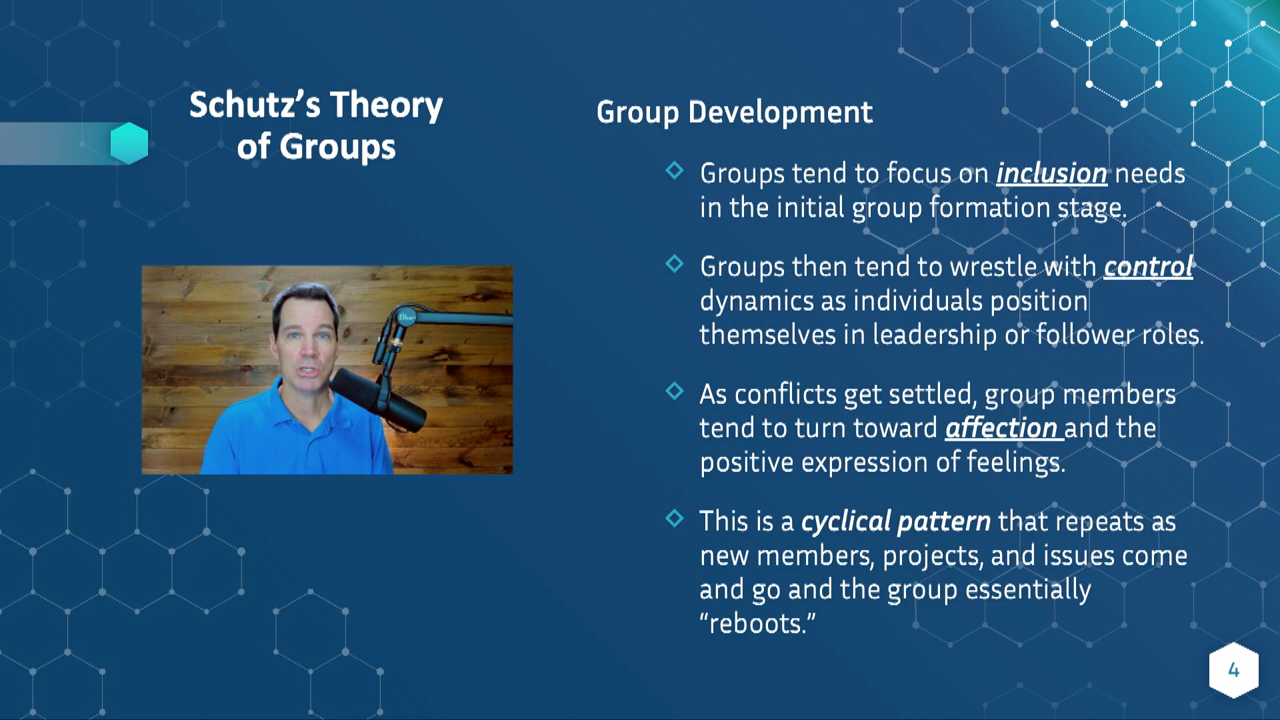 Schutz’s Theory
of Groups
Group Development
Groups tend to focus on inclusion needs
in the initial group formation stage.
Groups then tend to wrestle with control
dynamics as individuals position
themselves in leadership or follower roles.
As conflicts get settled, group members
tend to turn toward affection and the
positive expression of feelings.
This is a cyclical pattern that repeats as
new members, projects, and issues come
and go and the group essentially
“reboots.”
Blue
4